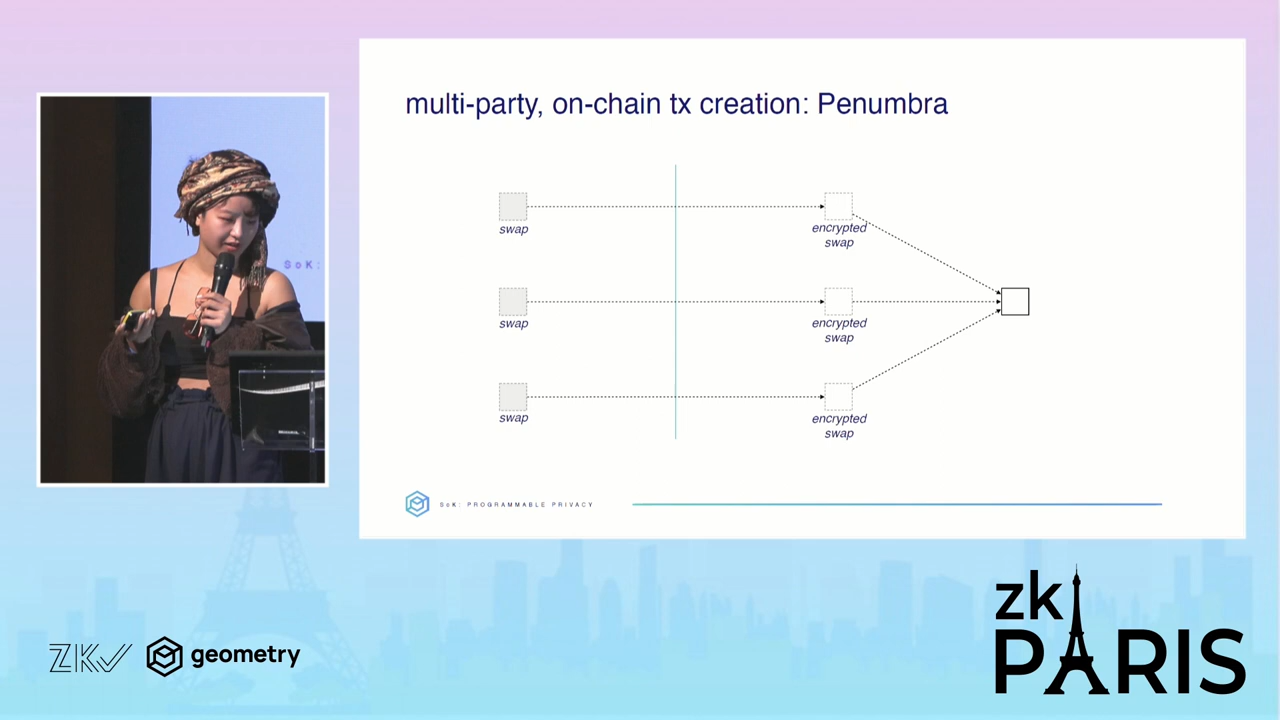 multi-party, on-chain tx creation: Penumbra
swap
encrypted
swap
swap
encrypted
swap
swap
encrypted
swap
SoK:
SoK: PROGRAMMABLE PRIVACY
ZKV
geometry
zk
PARIS